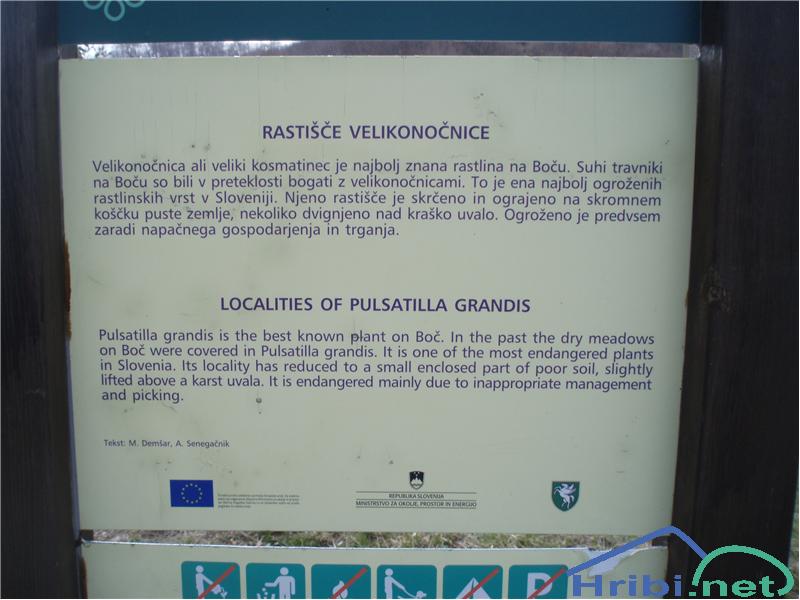 RASTIŠČE VELIKONOČNICE
Velikonočnica ali veliki kosmatinec je najbolj znana rastlina na Boču. Suhi travniki
na Boču so bili v preteklosti bogati z velikonočnicami. To je ena najbolj ogroženih
rastlinskih vrst v Sloveniji. Njeno rastišče je skrčeno in ograjeno na skromnem
koščku puste zemlje, nekoliko dvignjeno nad kraško uvalo. Ogroženo je predvsem
zaradi napačnega gospodarjenja in trganja.
LOCALITIES OF PULSATILLA GRANDIS
Pulsatilla grandis is the best known plant on Boč. In the past the dry meadows
on Boč were covered in Pulsatilla grandis. It is one of the most endangered plants
in Slovenia. Its locality has reduced to a small enclosed part of poor soil, slightly
lifted above a karst uvala. It is endangered mainly due to inappropriate management
and picking.
Tekst: M. Demšar, A. Senegačnik
REPUBLIKA SLOVENIJA
MINISTRSTVO ZA OKOLJE, PROSTOR IN ENERGIJO
P
Hribi.net